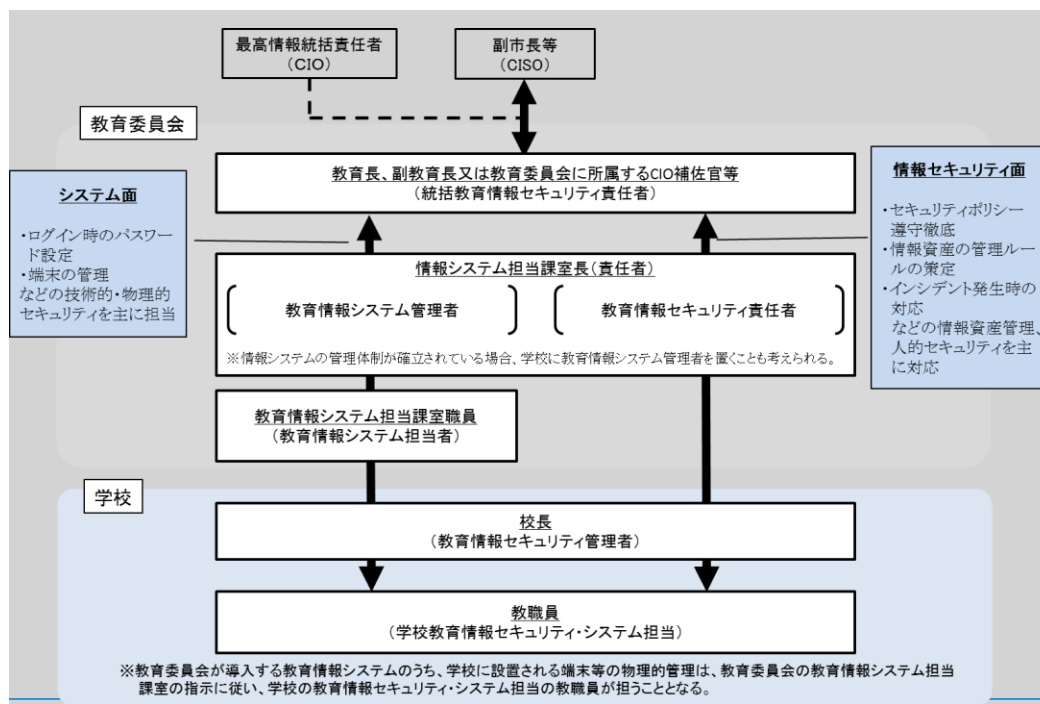 最高情報統括責任者
（CIO）
副市長等
（CISO）
教育委員会
教育長、副教育長又は教育委員会に所属するCIO補佐官等
（統括教育情報セキュリティ責任者）
システム面
・ログイン時のパスワー
ド設定
・端末の管理
などの技術的・物理的
セキュリティを主に担当
情報セキュリティ面
・セキュリティポリシー
遵守徹底
・情報資産の管理ルー
ルの策定
・インシデント発生時の
対応
などの情報資産管理、
人的セキュリティを主
に対応
情報システム担当課室長（責任者）
教育情報システム管理者
教育情報セキュリティ責任者
※情報システムの管理体制が確立されている場合、学校に教育情報システム管理者を置くことも考えられる。
教育情報システム担当課室職員
（教育情報システム担当者）
学校
校長
（教育情報セキュリティ管理者）
教職員
（学校教育情報セキュリティ・システム担当）
※教育委員会が導入する教育情報システムのうち、学校に設置される端末等の物理的管理は、教育委員会の教育情報システム担当
課室の指示に従い、学校の教育情報セキュリティ・システム担当の教職員が担うこととなる。